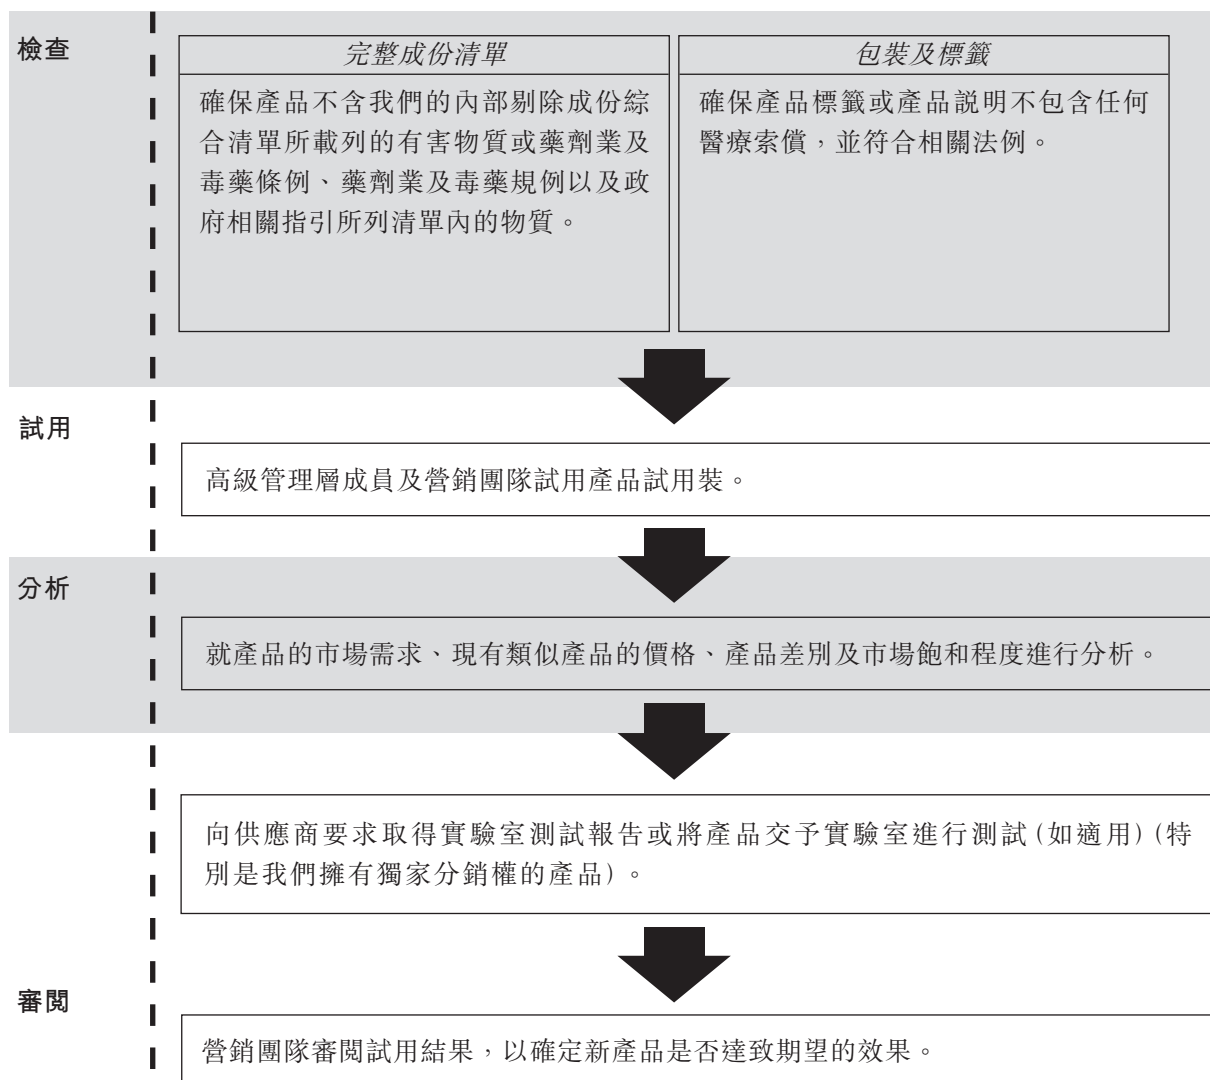 檢查
完整成份清單
確保產品不含我們的內部剔除成份綜
合清單所載列的有害物質或藥劑業及
毒藥條例、藥劑業及毒藥規例以及政
府相關指引所列清單內的物質。
包裝及標籤
確保產品標籤或產品說明不包含任何
醫療索償，並符合相關法例。
試用
高級管理層成員及營銷團隊試用產品試用裝。
分析
就產品的市場需求、現有類似產品的價格、產品差別及市場飽和程度進行分析。
向供應商要求取得實驗室測試報告或將產品交予實驗室進行測試(如適用)(特
別是我們擁有獨家分銷權的產品)。
審閱
營銷團隊審閱試用結果，以確定新產品是否達致期望的效果。